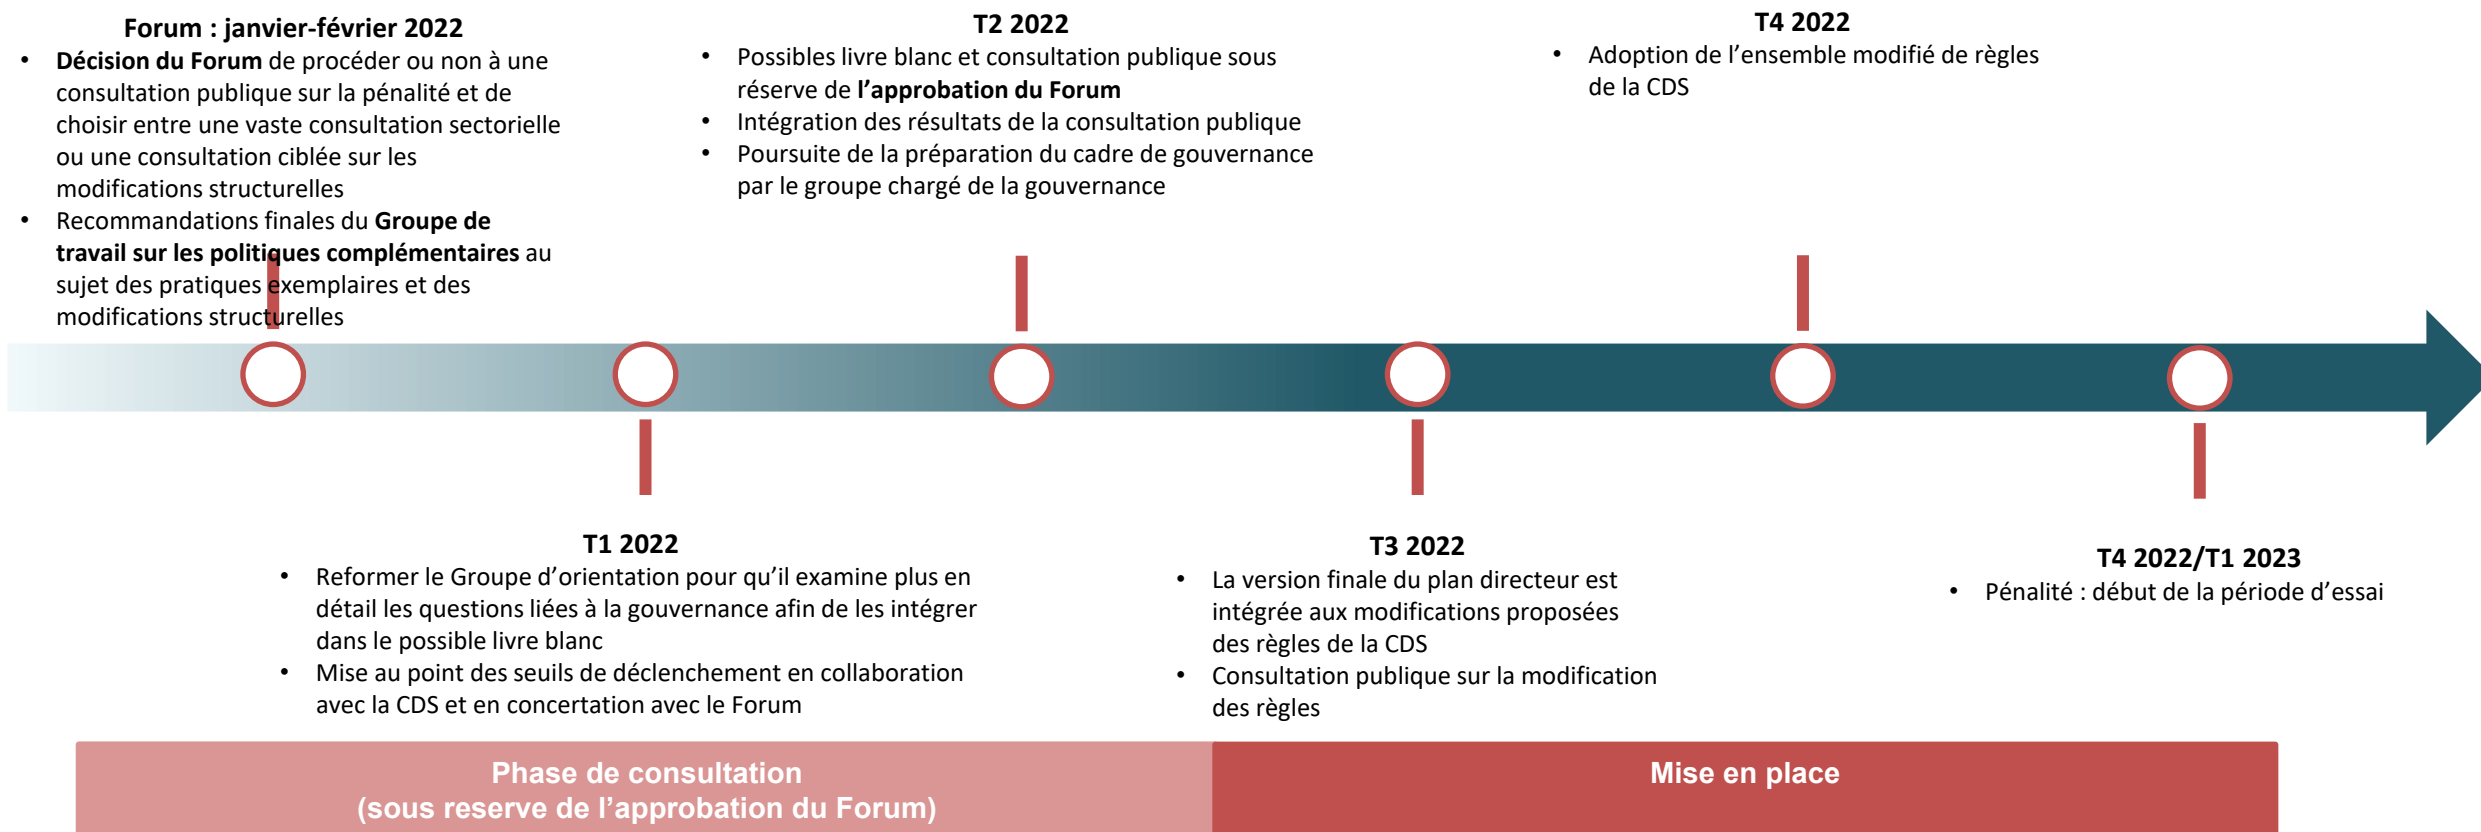 Forum : janvier-février 2022
• Décision du Forum de procéder ou non à une
consultation publique sur la pénalité et de
choisir entre une vaste consultation sectorielle
ou une consultation ciblée sur les
modifications structurelles
• Recommandations finales du Groupe de
travail sur les politiques complémentaires au
sujet des pratiques exemplaires et des
modifications structurelles
T2 2022
• Possibles livre blanc et consultation publique sous
réserve de l’approbation du Forum
• Intégration des résultats de la consultation publique
• Poursuite de la préparation du cadre de gouvernance
par le groupe chargé de la gouvernance
T4 2022
• Adoption de l’ensemble modifié de règles
de la CDS
T1 2022
• Reformer le Groupe d’orientation pour qu’il examine plus en
détail les questions liées à la gouvernance afin de les intégrer
dans le possible livre blanc
• Mise au point des seuils de déclenchement en collaboration
avec la CDS et en concertation avec le Forum
T3 2022
• La version finale du plan directeur est
intégrée aux modifications proposées
des règles de la CDS
• Consultation publique sur la modification
des règles
T4 2022/T1 2023
• Pénalité : début de la période d’essai
Phase de consultation
(sous reserve de l’approbation du Forum)
Mise en place